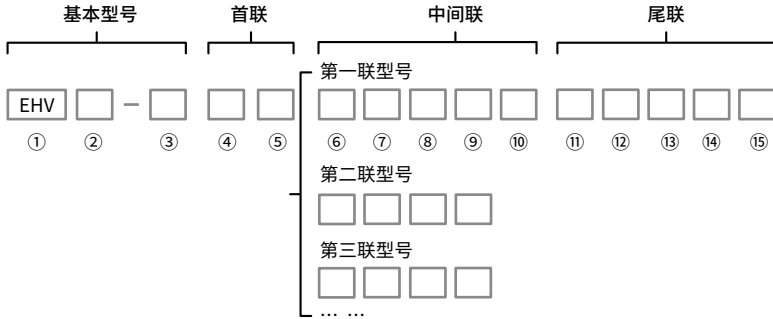 基本型号 首联 中间联 尾联
第一联型号
EHV –
① ② ③ ④ ⑤ ⑥ ⑦ ⑧ ⑨ ⑩ ⑪ ⑫ ⑬ ⑭ ⑮
第二联型号
第三联型号
… …